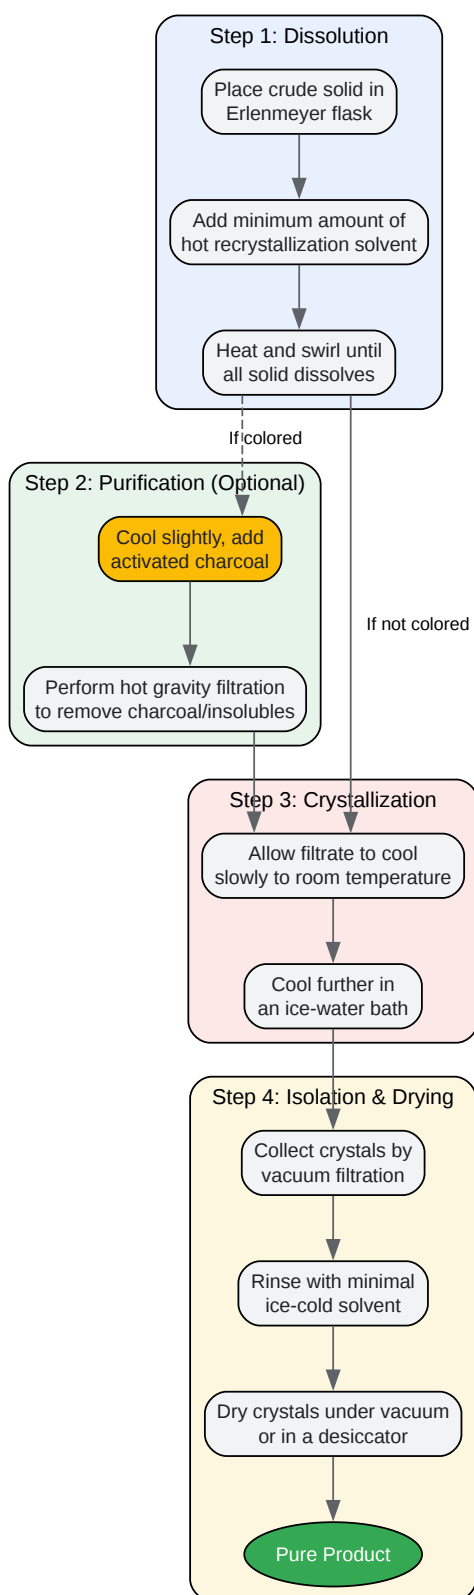 Step 1: Dissolution
Place crude solid in
Erlenmeyer flask
Add minimum amount of
hot recrystallization solvent
Heat and swirl until
all solid dissolves
If colored
Step 2: Purification (Optional)
Cool slightly, add
activated charcoal
If not colored
Perform hot gravity filtration
to remove charcoal/insolubles
Step 3: Crystallization
Allow filtrate to cool
slowly to room temperature
Cool further in
an ice-water bath
Step 4: Isolation & Drying
Collect crystals by
vacuum filtration
Rinse with minimal
ice-cold solvent
Dry crystals under vacuum
or in a desiccator
Pure Product